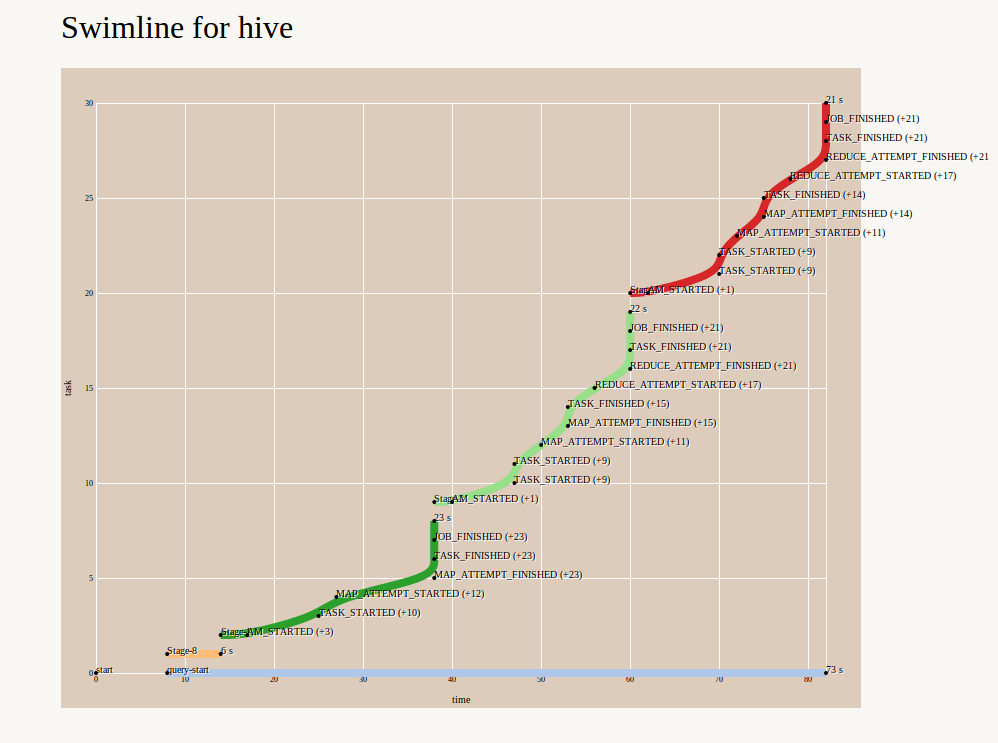 Swimline for hive
30
21 s
JOB_FINISHED (+21)
TASK_FINISHED (+21)
REDUCE_ATTEMPT_FINISHED (+21
REDUCE_ATTEMPT_STARTED (+17)
25
TASK_FINISHED (+14)
MAP_ATTEMPT_FINISHED (+14)
MAP_ATTEMPT_STARTED (+11)
TASK_STARTED (+9)
TASK_STARTED (+9)
20
AM_STARTED (+1)
22 s
JOB_FINISHED (+21)
TASK_FINISHED (+21)
REDUCE_ATTEMPT_FINISHED (+21)
task
15
REDUCE_ATTEMPT_STARTED (+17)
TASK_FINISHED (+15)
MAP_ATTEMPT_FINISHED (+15)
MAP_ATTEMPT_STARTED (+11)
TASK_STARTED (+9)
10
TASK_STARTED (+9)
AM_STARTED (+1)
23 s
JOB_FINISHED (+23)
TASK_FINISHED (+23)
5
MAP_ATTEMPT_FINISHED (+23)
MAP_ATTEMPT_STARTED (+12)
TASK_STARTED (+10)
AM_STARTED (+3)
Stage-8 6 s
0 start query-start 73 s
0 10 20 30 40 50 60 70 80
time